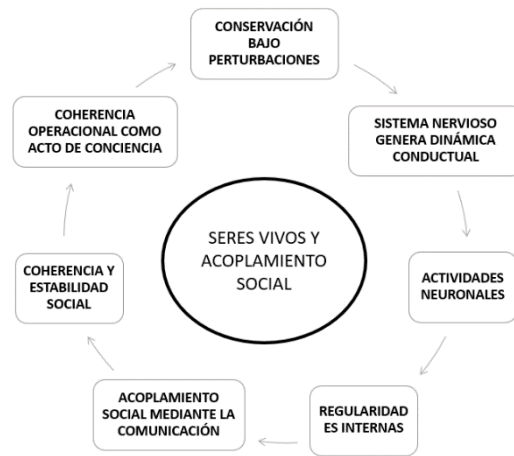 CONSERVACIÓN
BAJO
PERTURBACIONES
SISTEMA NERVIOSO
GENERA DINÁMICA
CONDUCTUAL
ACTIVIDADES
NEURONALES
REGULARIDAD
ES INTERNAS
ACOPLAMIENTO
SOCIAL MEDIANTE LA
COMUNICACIÓN
COHERENCIA Y
ESTABILIDAD
SOCIAL
COHERENCIA
OPERACIONAL COMO
ACTO DE CONCIENCIA
SERES VIVOS Y
ACOPLAMIENTO
SOCIAL